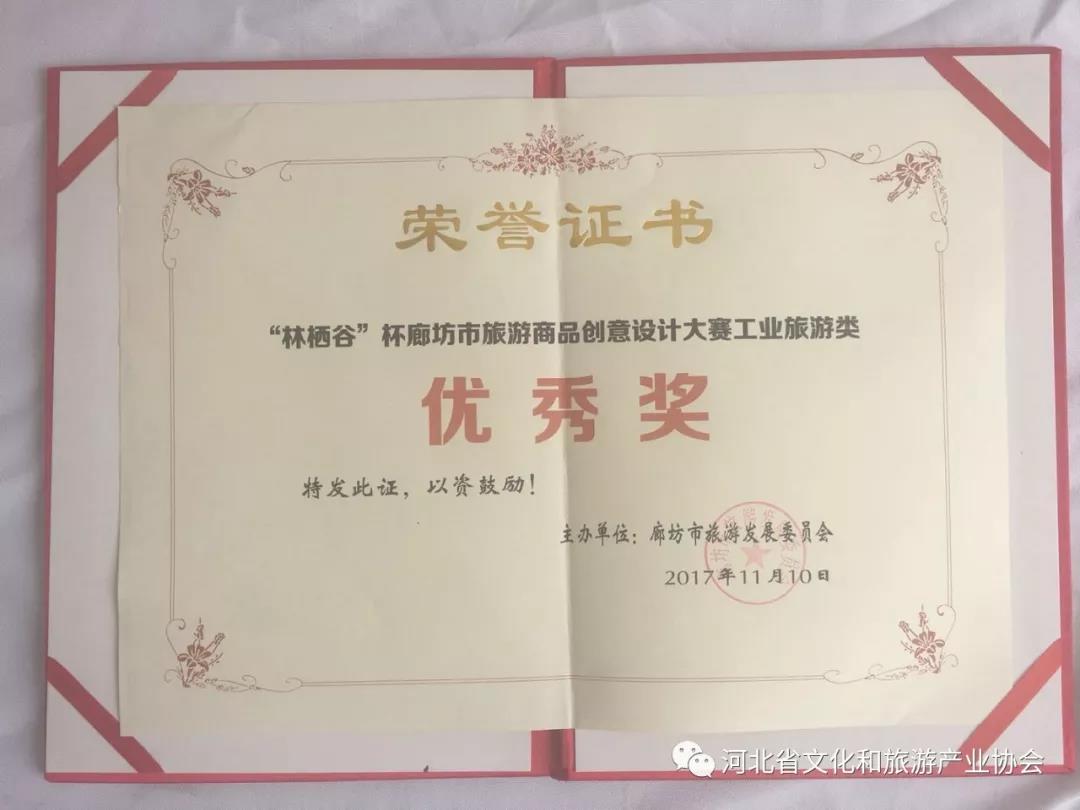 荣誉证书
“林栖谷”杯廊坊市旅游商品创意设计大赛工业旅游类
优秀奖
特发此证，以资鼓励！
主办单位：廊坊市旅游发展委员会
2017年11月10日
河北省文化和旅游产业协会